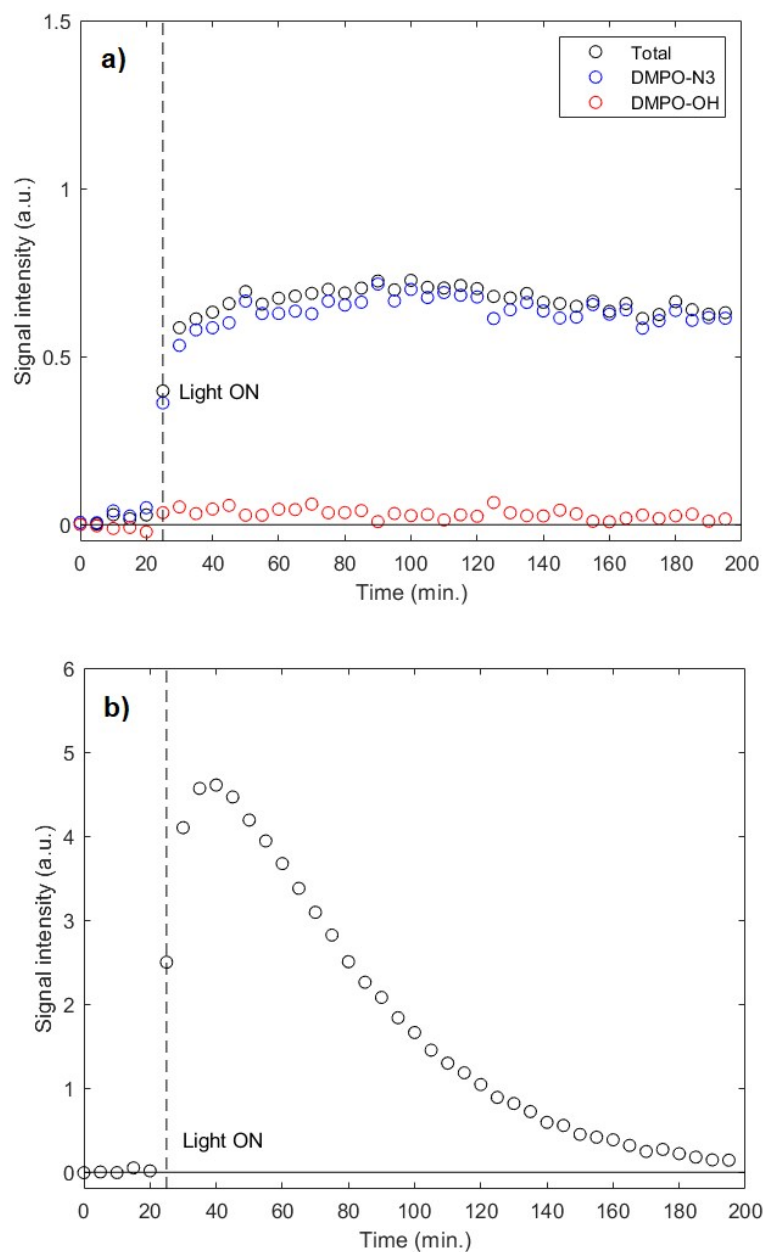 a)
Total
DMPO-N3
DMPO-OH
1.5
1
0.5
0
Signal intensity (a.u.)
Light ON
0 20 40 60 80 100 120 140 160 180 200
Time (min.)
b)
6
5
4
3
2
1
0
Signal intensity (a.u.)
Light ON
0 20 40 60 80 100 120 140 160 180 200
Time (min.)